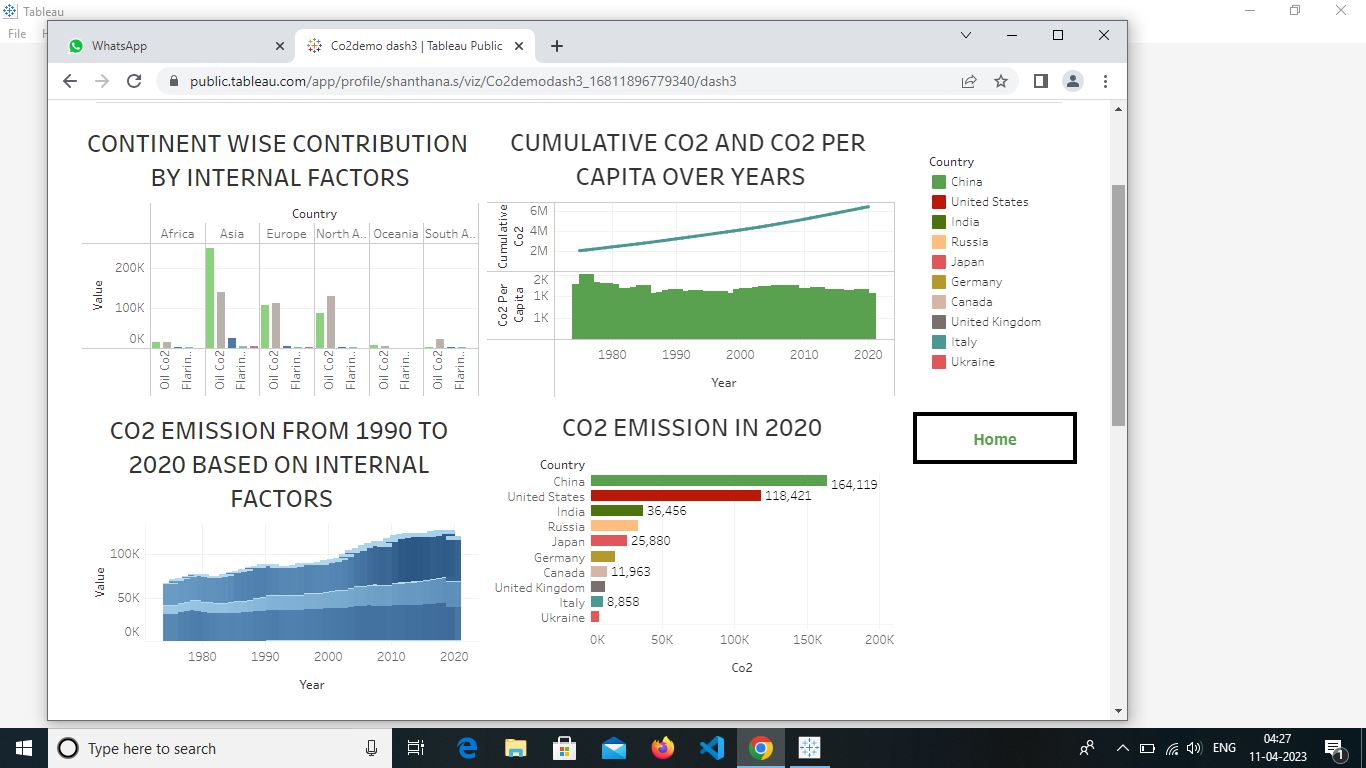 Tableau
File
WhatsApp
Co2demo dash3 | Tableau Public
public.tableau.com/app/profile/shanthana.s/viz/Co2demodash3_16811896779340/dash3
CONTINENT WISE CONTRIBUTION
BY INTERNAL FACTORS
Country
Africa Asia Europe North A.. Oceania South A..
200K
100K
0K
Value
Oil Co2 Flarin.. Oil Co2 Flarin.. Oil Co2 Flarin.. Oil Co2 Flarin.. Oil Co2 Flarin.. Oil Co2 Flarin..
CUMULATIVE CO2 AND CO2 PER
CAPITA OVER YEARS
Cumulative
Co2
6M
4M
2M
Co2 Per
Capita
2K
1K
1K
1980 1990 2000 2010 2020
Year
Country
China
United States
India
Russia
Japan
Germany
Canada
United Kingdom
Italy
Ukraine
Home
CO2 EMISSION FROM 1990 TO
2020 BASED ON INTERNAL
FACTORS
Value
100K
50K
0K
1980 1990 2000 2010 2020
Year
CO2 EMISSION IN 2020
Country
China 164,119
United States 118,421
India 36,456
Russia
Japan 25,880
Germany
Canada 11,963
United Kingdom
Italy 8,858
Ukraine
0K 50K 100K 150K 200K
Co2
Type here to search
ENG
04:27
11-04-2023
1